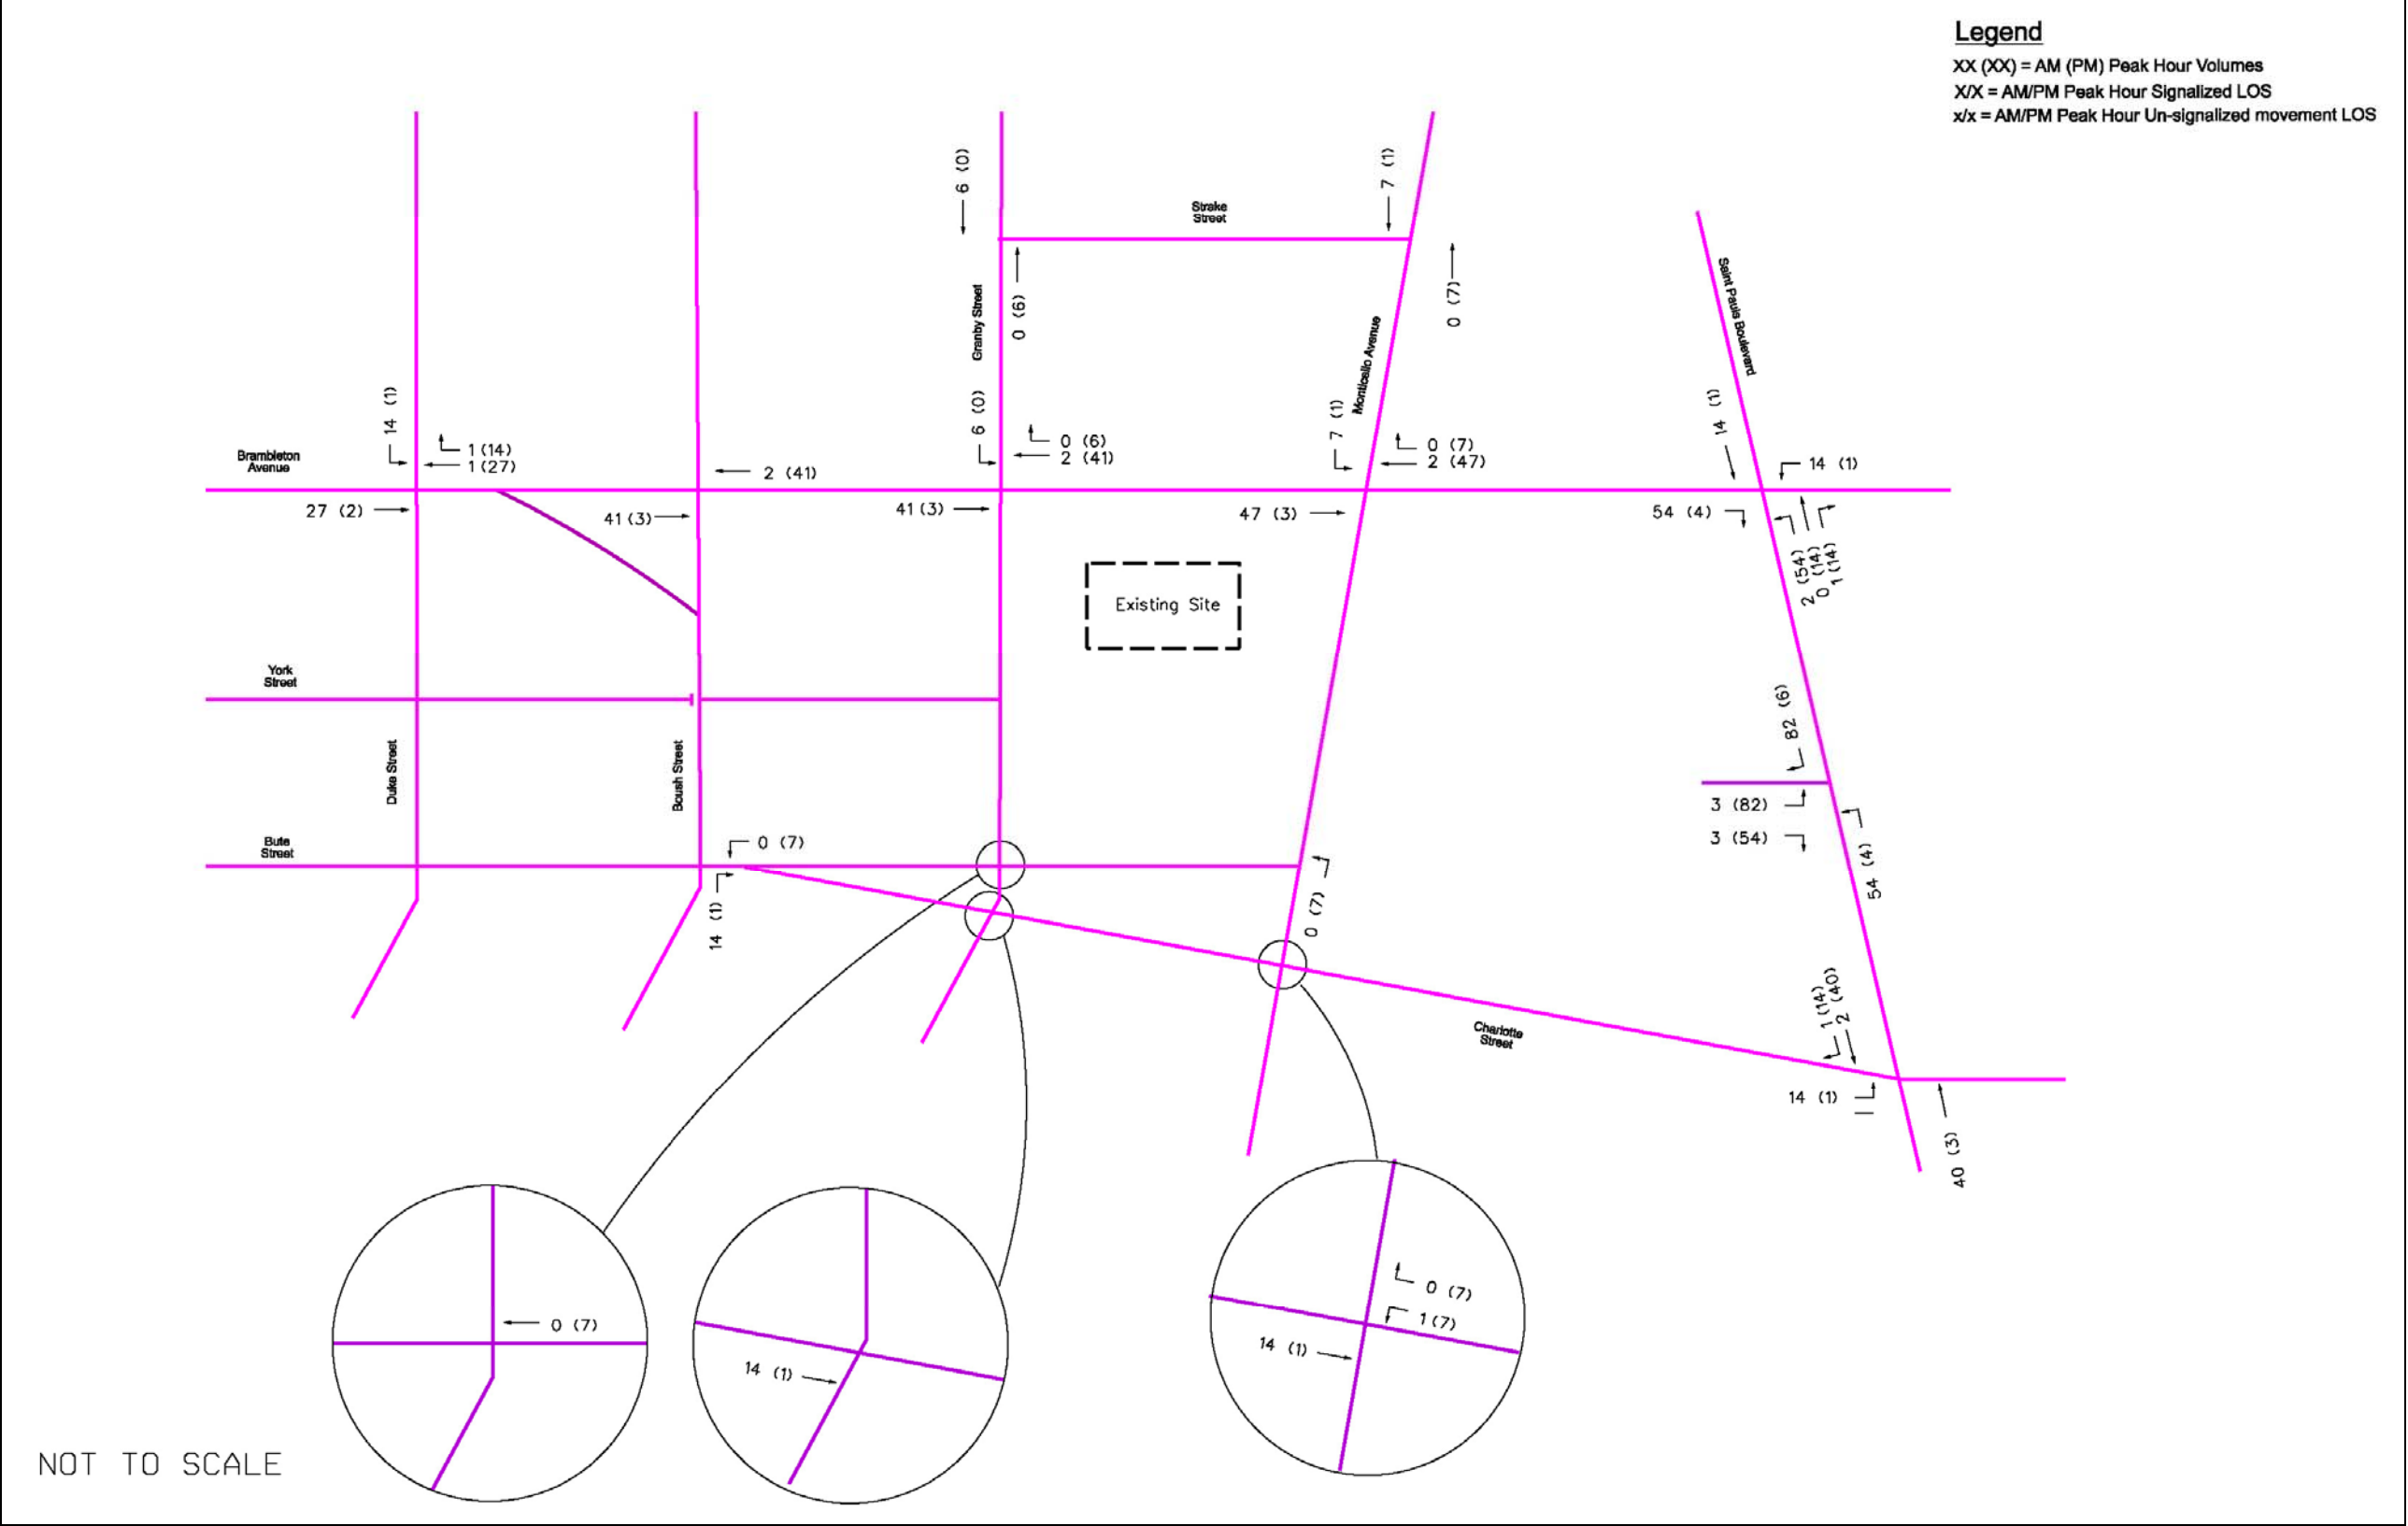 Legend
XX (XX) = AM (PM) Peak Hour Volumes
X/X = AM/PM Peak Hour Signalized LOS
x/x = AM/PM Peak Hour Un-signalized movement LOS
6 (0)
7 (1)
Strake
Street
Granby Street
0 (6)
0 (7)
Monticello Avenue
Saint Pauls Boulevard
14 (1)
1 (14)
1 (27)
Brambleton
Avenue
27 (2)
2 (41)
41 (3)
6 (0)
0 (6)
2 (41)
41 (3)
7 (1)
0 (7)
2 (47)
47 (3)
14 (1)
14 (1)
54 (4)
2 (54)
0 (14)
1 (14)
Existing Site
York
Street
Duke Street
Boush Street
82 (6)
3 (82)
3 (54)
54 (4)
Bute
Street
0 (7)
14 (1)
0 (7)
Charlotte
Street
1 (14)
2 (40)
14 (1)
40 (3)
0 (7)
14 (1)
0 (7)
1 (7)
14 (1)
NOT TO SCALE